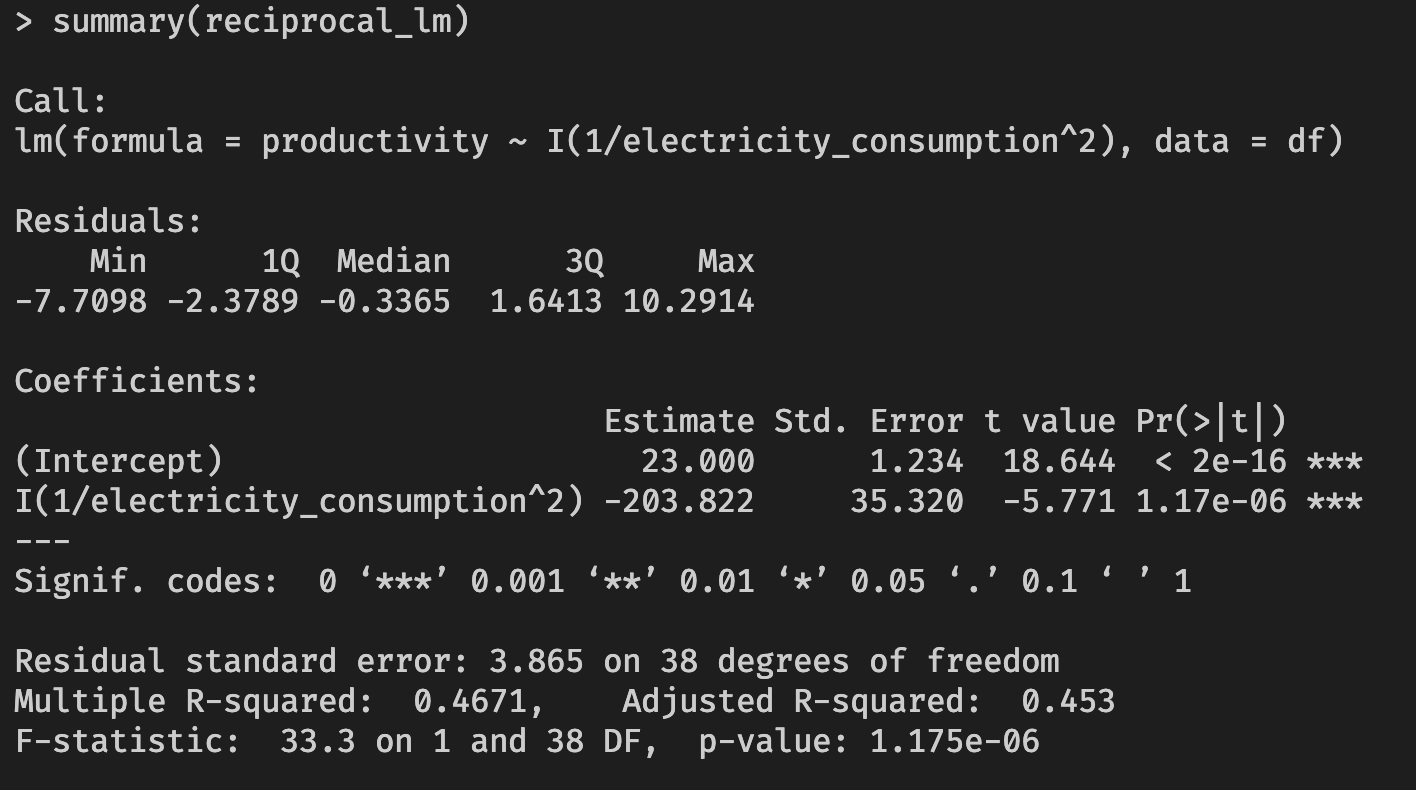 > summary(reciprocal_lm)
Call:
lm(formula = productivity ~ I(1/electricity_consumption^2), data = df)
Residuals:
    Min      1Q  Median      3Q     Max
-7.7098 -2.3789 -0.3365  1.6413 10.2914
Coefficients:
                               Estimate Std. Error t value Pr(>|t|)
(Intercept)                      23.000      1.234  18.644  < 2e-16 ***
I(1/electricity_consumption^2) -203.822     35.320  -5.771 1.17e-06 ***
---
Signif. codes:  0 ‘***’ 0.001 ‘**’ 0.01 ‘*’ 0.05 ‘.’ 0.1 ‘ ’ 1
Residual standard error: 3.865 on 38 degrees of freedom
Multiple R-squared:  0.4671,    Adjusted R-squared:  0.453
F-statistic:  33.3 on 1 and 38 DF,  p-value: 1.175e-06